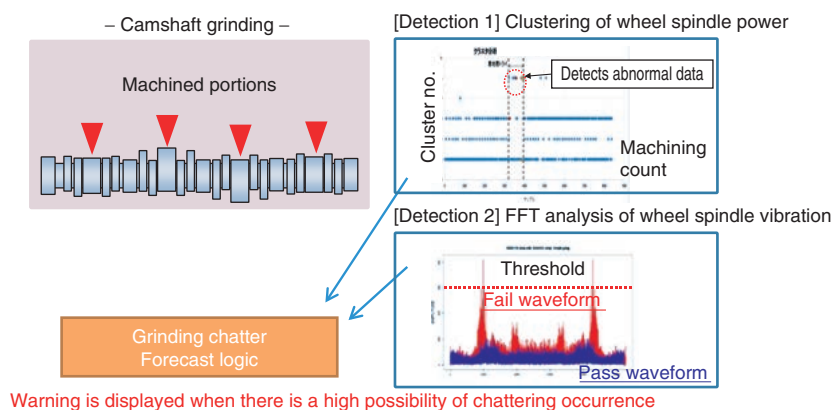 – Camshaft grinding –
Machined portions
[Detection 1] Clustering of wheel spindle power
Detects abnormal data
Cluster no.
Machining
count
[Detection 2] FFT analysis of wheel spindle vibration
Threshold
Fail waveform
Pass waveform
Grinding chatter
Forecast logic
Warning is displayed when there is a high possibility of chattering occurrence